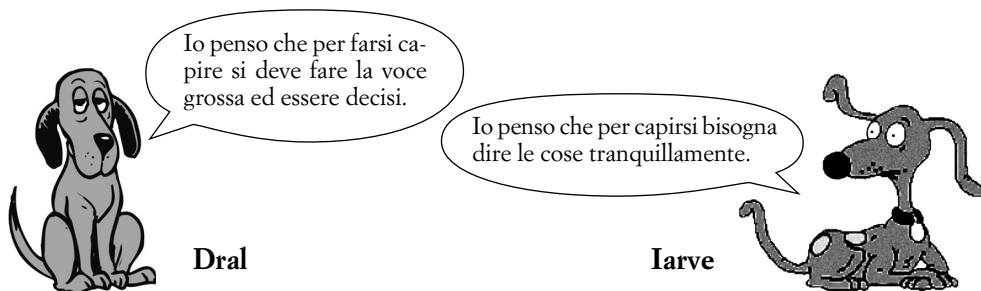 Io penso che per farsi ca-
pire si deve fare la voce
grossa ed essere decisi.
Io penso che per capirsi bisogna
dire le cose tranquillamente.
Dral
Iarve